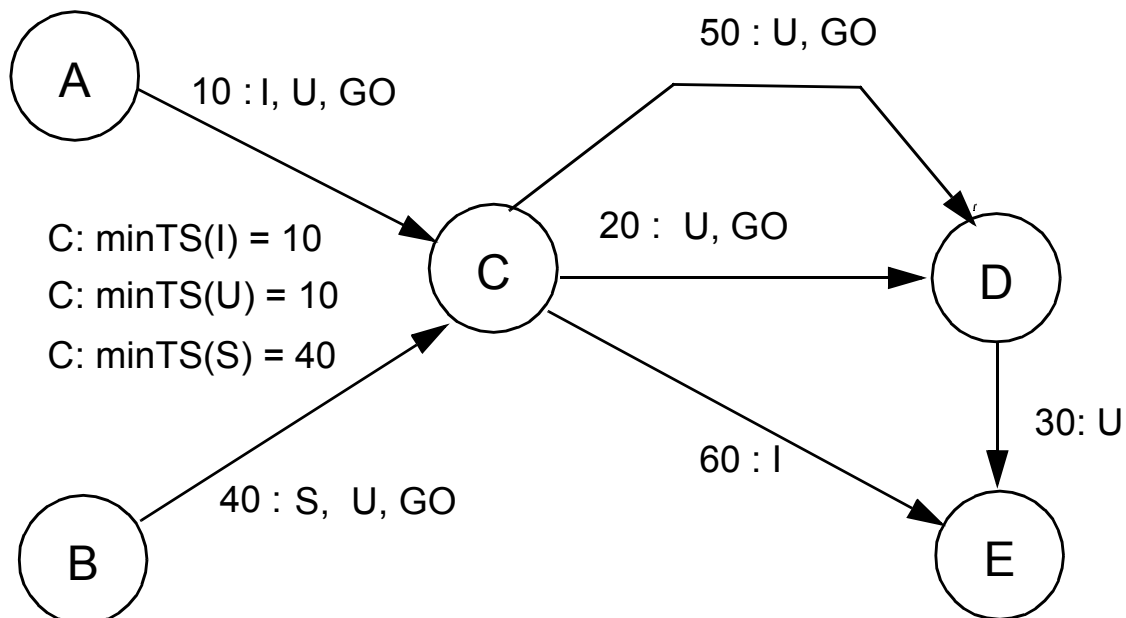 50 : U, GO
A
10 : I, U, GO
C: minTS(I) = 10
20 : U, GO
C
D
C: minTS(U) = 10
C: minTS(S) = 40
30: U
60 : I
40 : S, U, GO
B
E